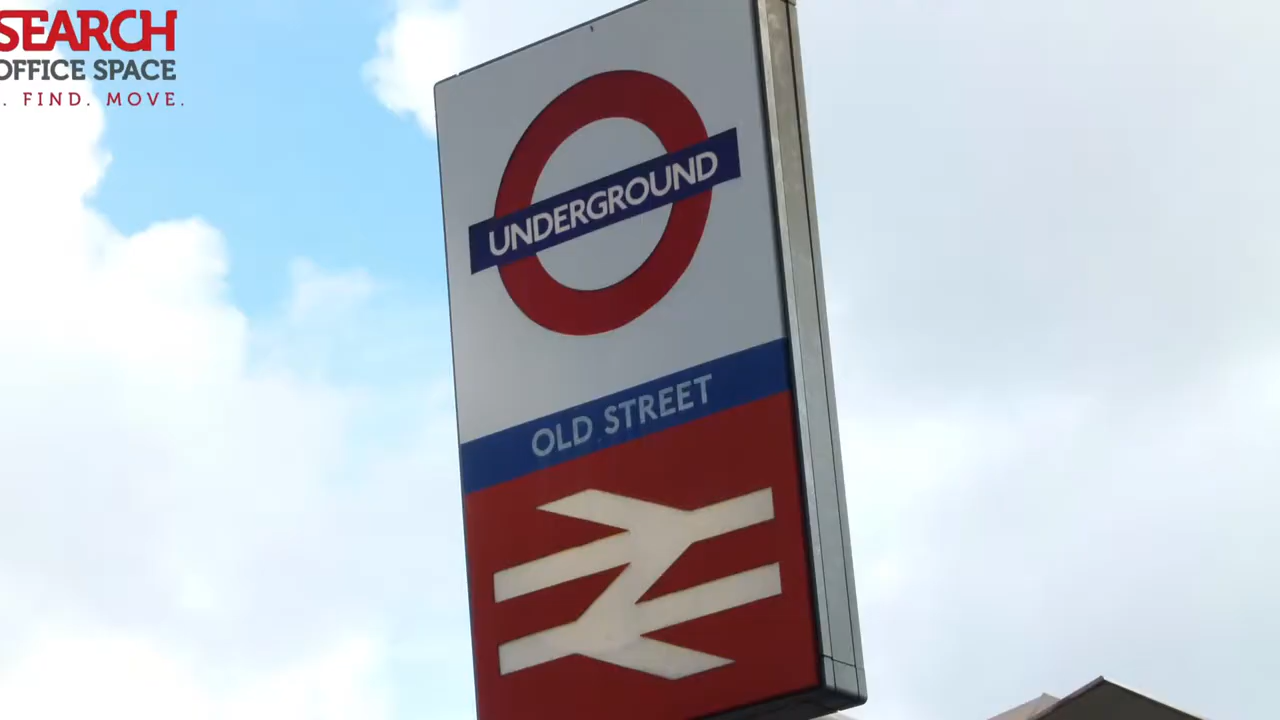 SEARCH
OFFICE SPACE
. FIND. MOVE.
UNDERGROUND
OLD STREET